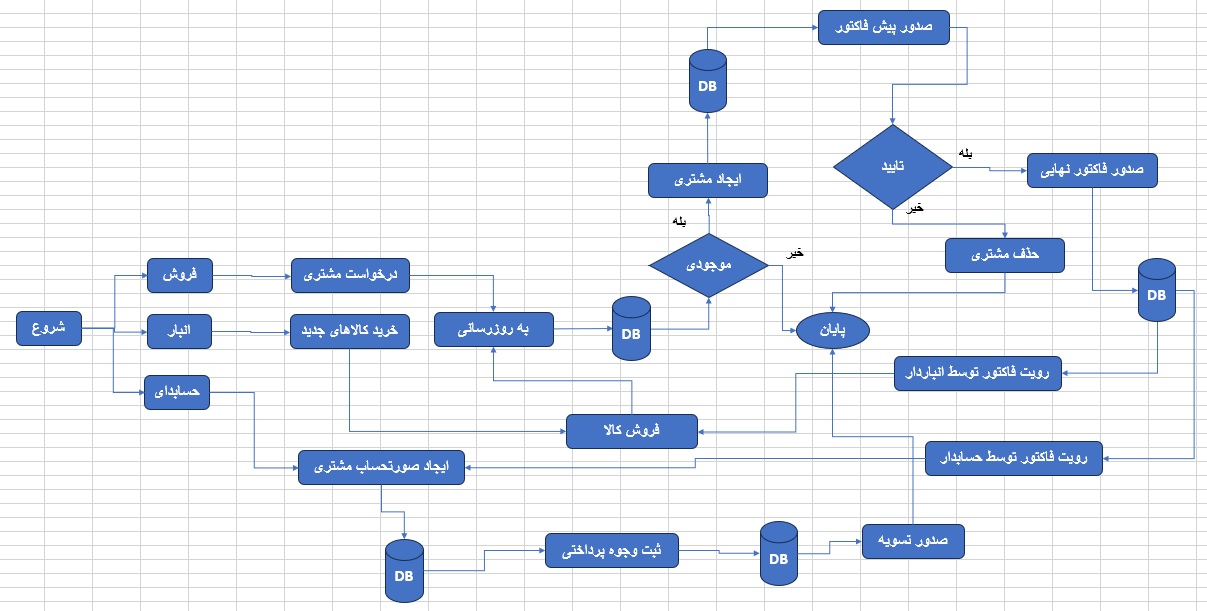 صدور پیش فاکتور
DB
تایید
بله
صدور فاکتور نهایی
ایجاد مشتری
خیر
بله
حذف مشتری
موجودی
خیر
فروش
درخواست مشتری
DB
شروع
انبار
خرید کالاهای جدید
به روزرسانی
DB
پایان
رویت فاکتور توسط انباردار
حسابدای
فروش کالا
رویت فاکتور توسط حسابدار
ایجاد صورتحساب مشتری
DB
ثبت وجوه پرداختی
DB
صدور تسویه